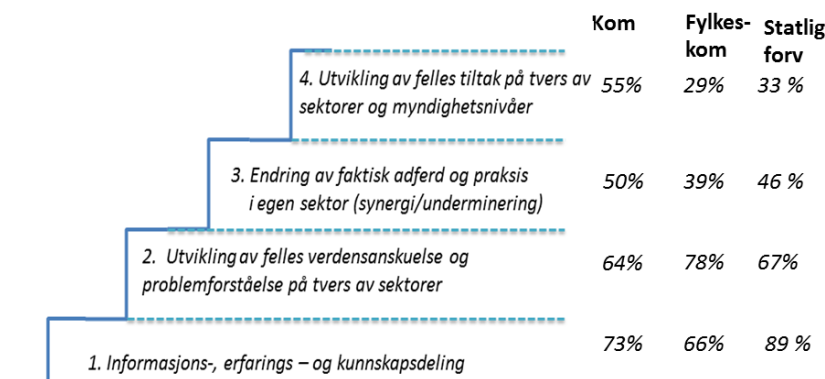 Kom Fylkes-kom Statlig forv
4. Utvikling av felles tiltak på tvers av
sektorer og myndighetsnivåer
55% 29% 33 %
3. Endring av faktisk adferd og praksis
i egen sektor (synergi/underminering)
50% 39% 46 %
2. Utvikling av felles verdensanskuelse og
problemforståelse på tvers av sektorer
64% 78% 67%
1. Informasjons-, erfarings – og kunnskapsdeling
73% 66% 89 %